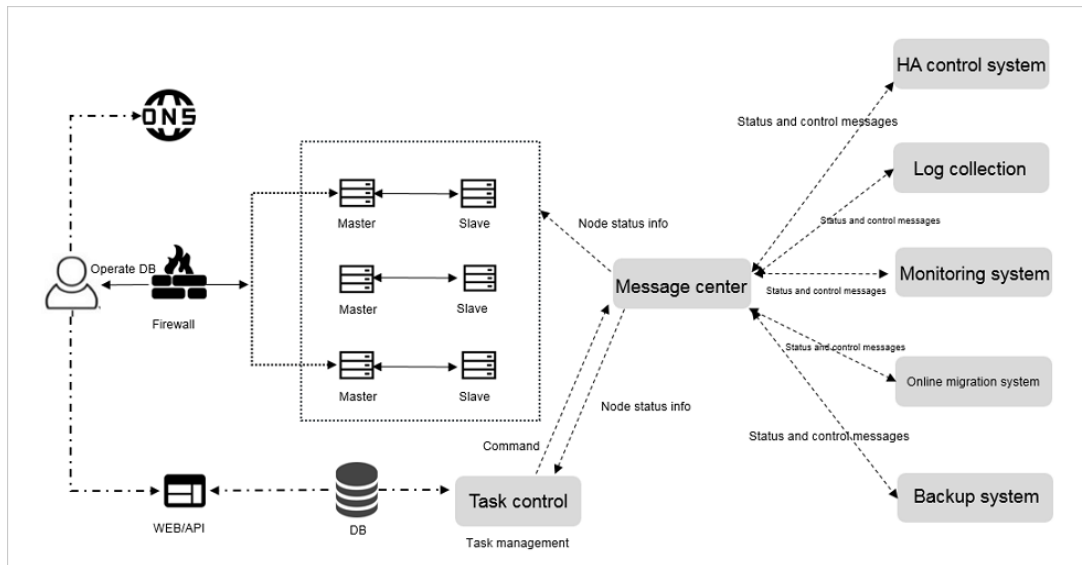 HA control system
DNS
Status and control messages
Log collection
Master
Slave
Node status info
Status and control messages
Operate DB
Message center
Monitoring system
Status and control messages
Master
Slave
Firewall
Status and control messages
Master
Slave
Online migration system
Node status info
Command
Status and control messages
Task control
Backup system
WEB/API
DB
Task management